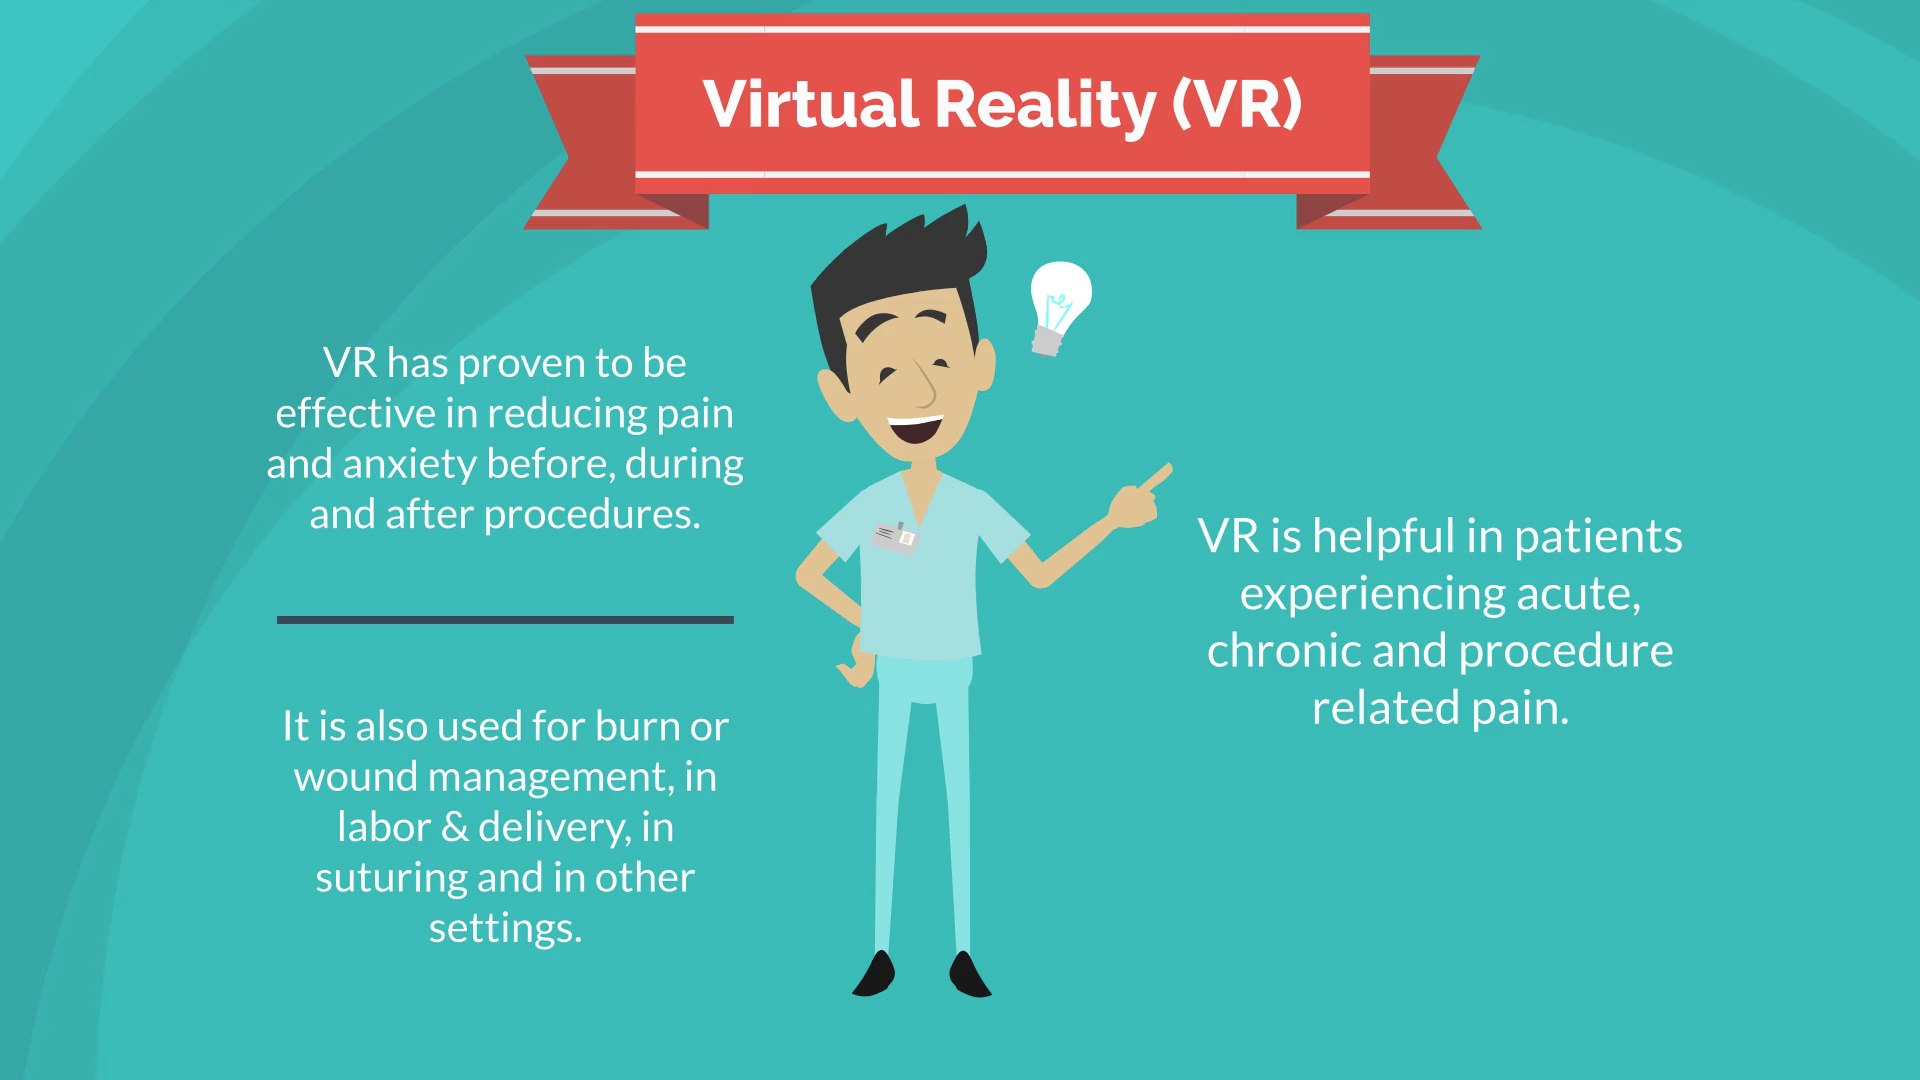 Virtual Reality (VR)
VR has proven to be
effective in reducing pain
and anxiety before, during
and after procedures.
It is also used for burn or
wound management, in
labor & delivery, in
suturing and in other
settings.
VR is helpful in patients
experiencing acute,
chronic and procedure
related pain.